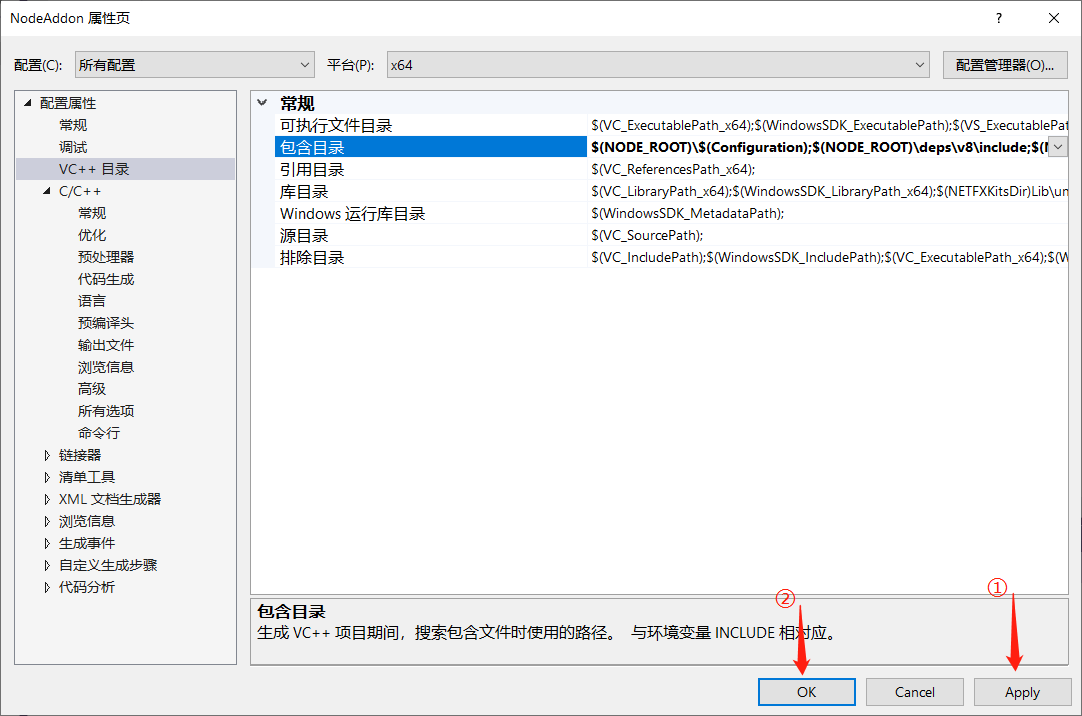 NodeAddon 属性页
?
配置(C):
所有配置
平台(P):
x64
配置管理器(O)...
配置属性
常规
调试
VC++ 目录
C/C++
常规
优化
预处理器
代码生成
语言
预编译头
输出文件
浏览信息
高级
所有选项
命令行
链接器
清单工具
XML 文档生成器
浏览信息
生成事件
自定义生成步骤
代码分析
常规
可执行文件目录 $(VC_ExecutablePath_x64);$(WindowsSDK_ExecutablePath);$(VS_ExecutablePat
包含目录 $(NODE_ROOT)\$(Configuration);$(NODE_ROOT)\deps\v8\include;$(
引用目录 $(VC_ReferencesPath_x64);
库目录 $(VC_LibraryPath_x64);$(WindowsSDK_LibraryPath_x64);$(NETFXKitsDir)Lib\un
Windows 运行库目录 $(WindowsSDK_MetadataPath);
源目录 $(VC_SourcePath);
排除目录 $(VC_IncludePath);$(WindowsSDK_IncludePath);$(VC_ExecutablePath_x64);$(W
包含目录
生成 VC++ 项目期间，搜索包含文件时使用的路径。 与环境变量 INCLUDE 相对应。
②
①
OK
Cancel
Apply